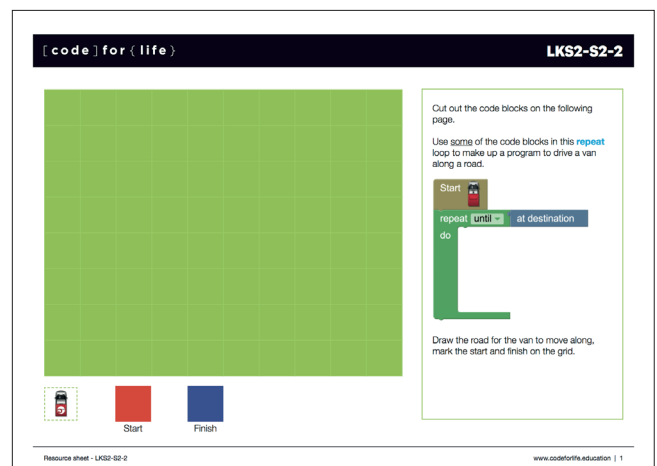 [code]for{life}
LKS2-S2-2
Cut out the code blocks on the following
page.
Use some of the code blocks in this repeat
loop to make up a program to drive a van
along a road.
Start
repeat until at destination
do
Draw the road for the van to move along,
mark the start and finish on the grid.
Start
Finish
Resource sheet - LKS2-S2-2
www.codeforlife.education | 1